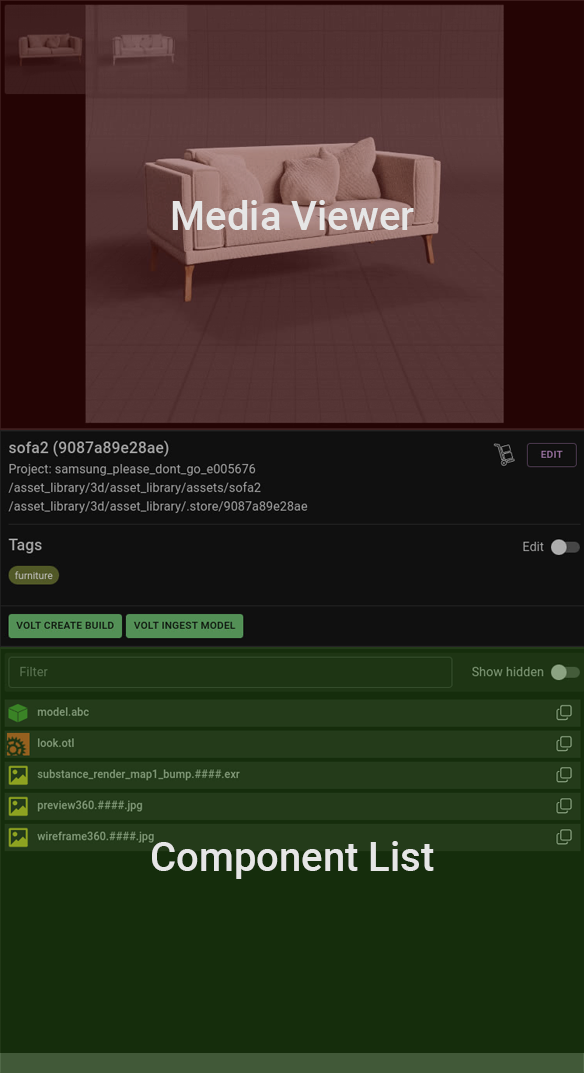 Media Viewer
sofa2 (9087a89e28ae)
EDIT
Project: samsung_please_dont_go_e005676
/asset_library/3d/asset_library/assets/sofa2
/asset_library/3d/asset_library/.store/9087a89e28ae
Tags
Edit
furniture
VOLT CREATE BUILD
VOLT INGEST MODEL
Filter
Show hidden
model.abc
look.otl
substance_render_map1_bump.####.exr
preview360.####.jpg
wireframe360.####.jpg
Component List